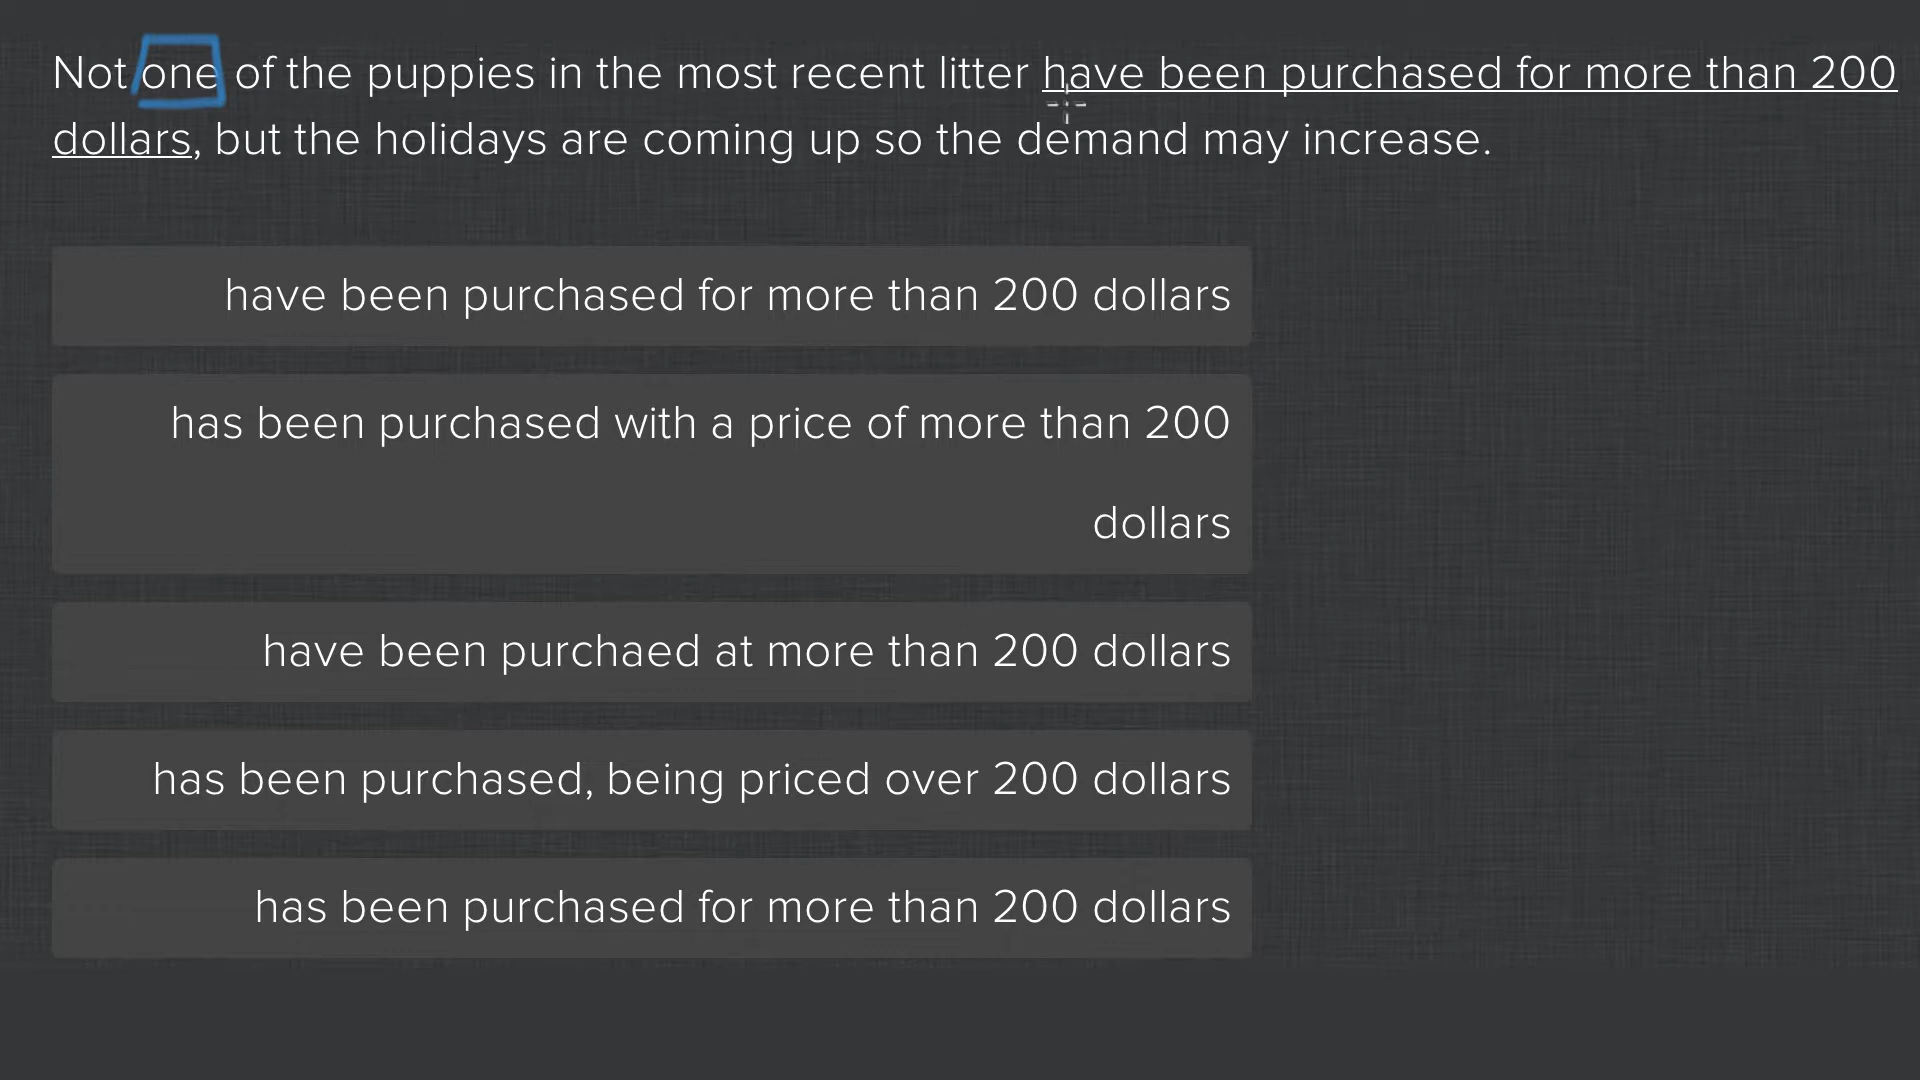 Not one of the puppies in the most recent litter have been purchased for more than 200
dollars, but the holidays are coming up so the demand may increase.
have been purchased for more than 200 dollars
has been purchased with a price of more than 200
dollars
have been purchaed at more than 200 dollars
has been purchased, being priced over 200 dollars
has been purchased for more than 200 dollars